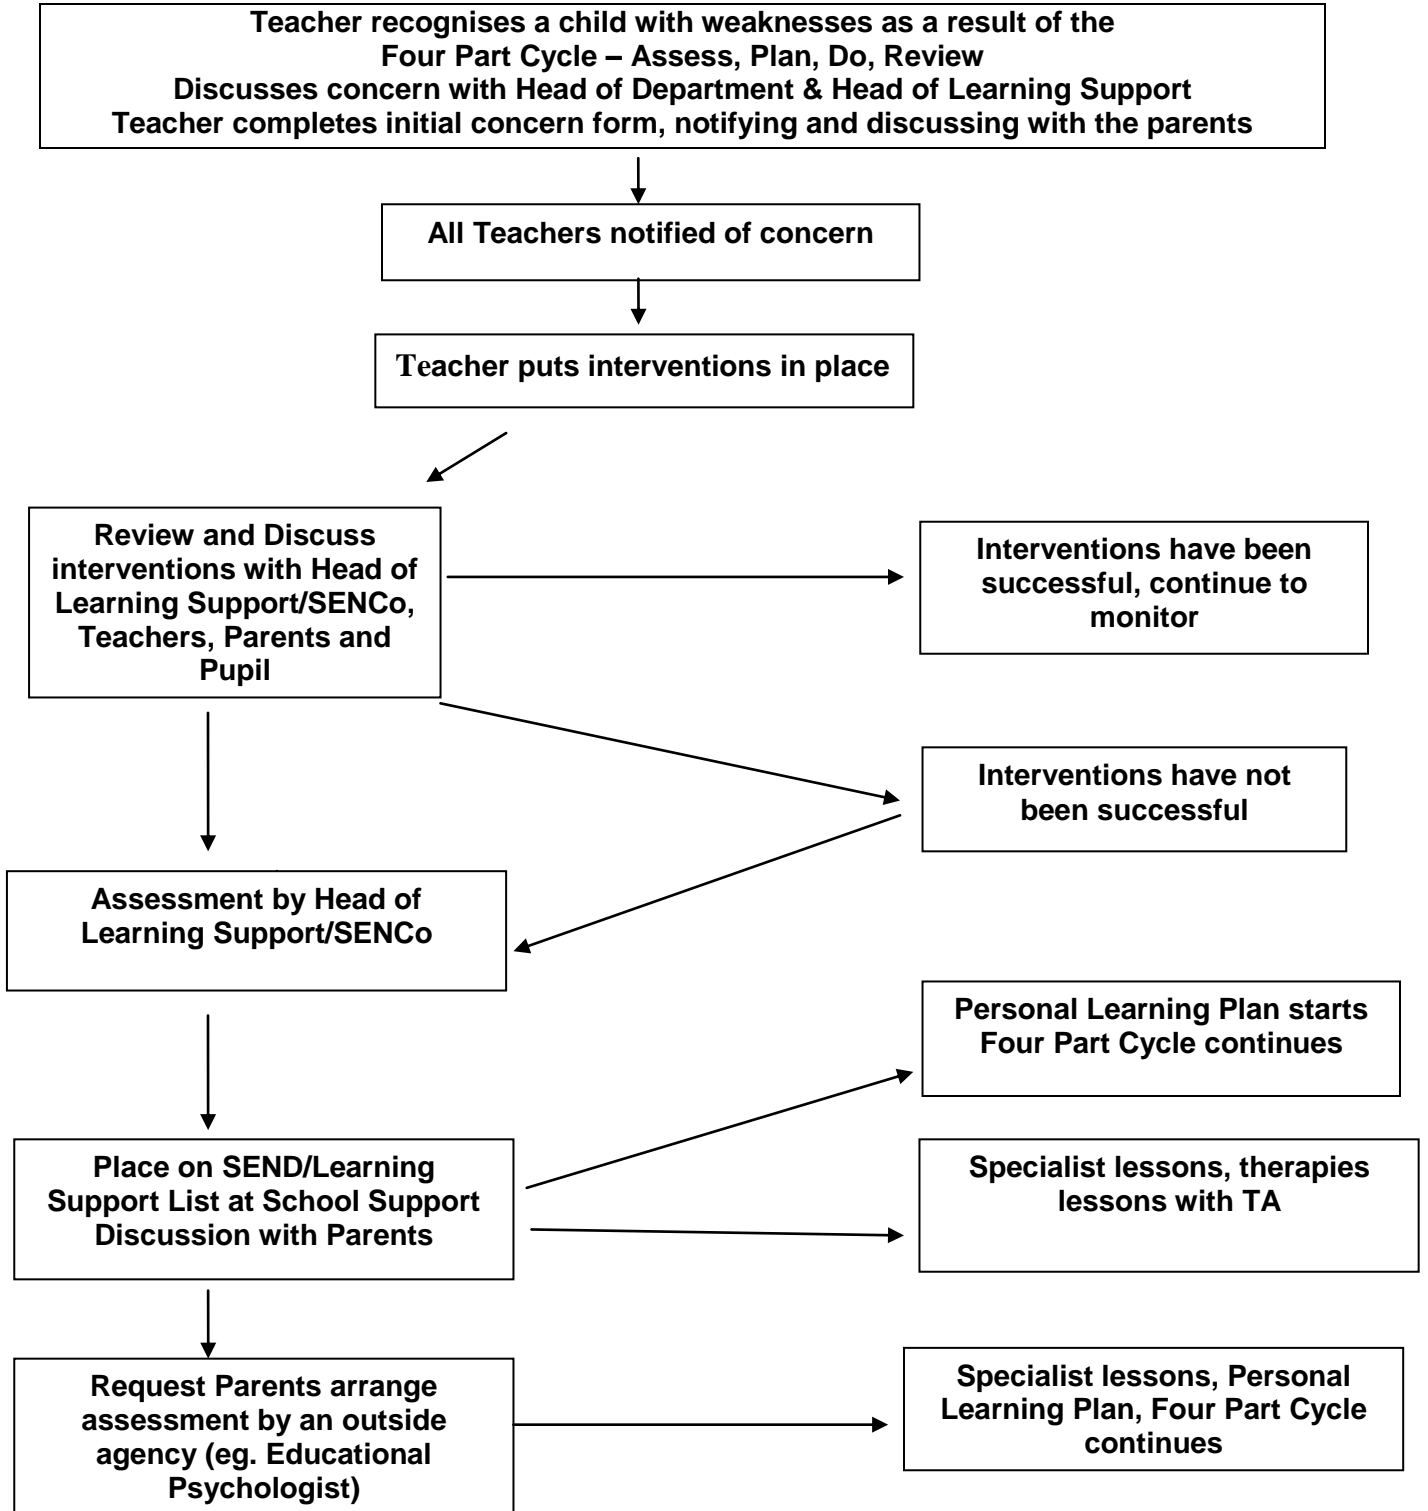 Teacher recognises a child with weaknesses as a result of the
Four Part Cycle – Assess, Plan, Do, Review
Discusses concern with Head of Department & Head of Learning Support
Teacher completes initial concern form, notifying and discussing with the parents
All Teachers notified of concern
Teacher puts interventions in place
Review and Discuss
interventions with Head of
Learning Support/SENCo,
Teachers, Parents and
Pupil
Interventions have been
successful, continue to
monitor
Interventions have not
been successful
Assessment by Head of
Learning Support/SENCo
Personal Learning Plan starts
Four Part Cycle continues
Place on SEND/Learning
Support List at School Support
Discussion with Parents
Specialist lessons, therapies
lessons with TA
Request Parents arrange
assessment by an outside
agency (eg. Educational
Psychologist)
Specialist lessons, Personal
Learning Plan, Four Part Cycle
continues